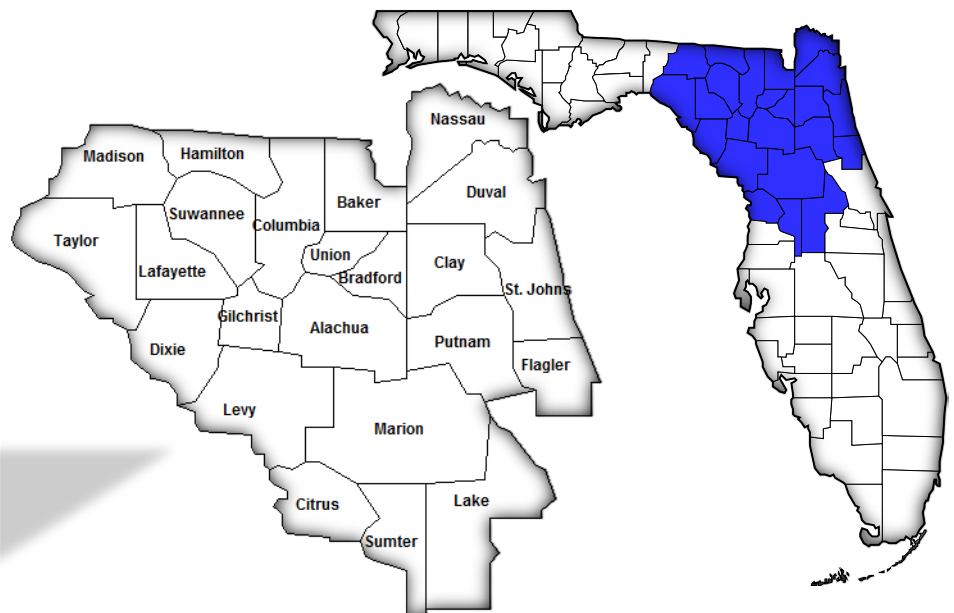 Nassau
Madison
Hamilton
Duval
Baker
Suwannee
Columbia
Taylor
Union
Clay
Lafayette
Bradford
St. Johns
Gilchrist
Alachua
Putnam
Dixie
Flagler
Levy
Marion
Citrus
Lake
Sumter